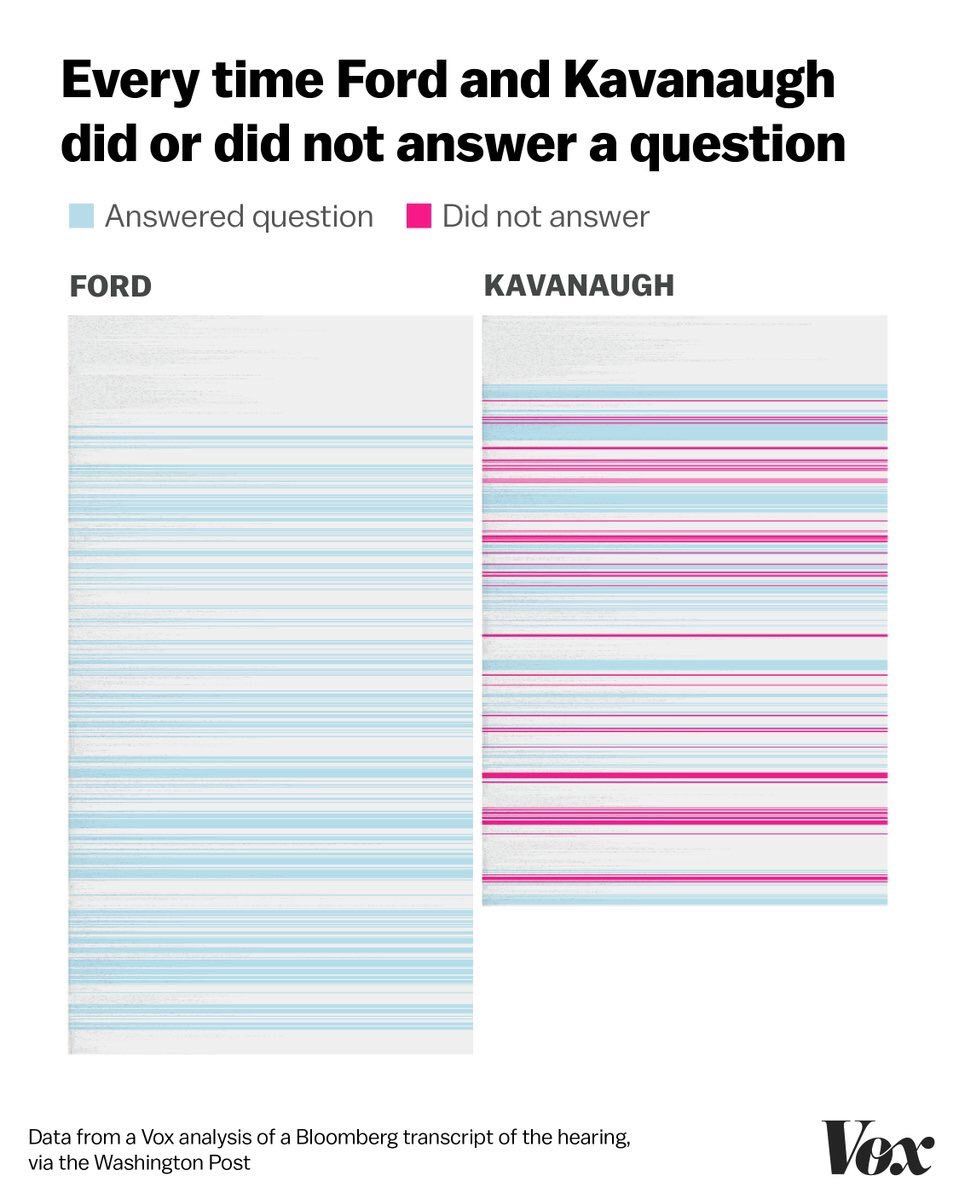 Every time Ford and Kavanaugh
did or did not answer a question
Answered question Did not answer
FORD KAVANAUGH
Data from a Vox analysis of a Bloomberg transcript of the hearing,
via the Washington Post
Vox